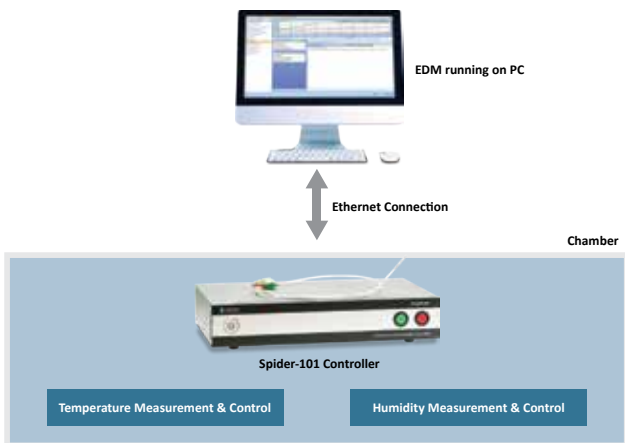 EDM running on PC
Ethernet Connection
Chamber
Spider-101 Controller
Temperature Measurement & Control
Humidity Measurement & Control